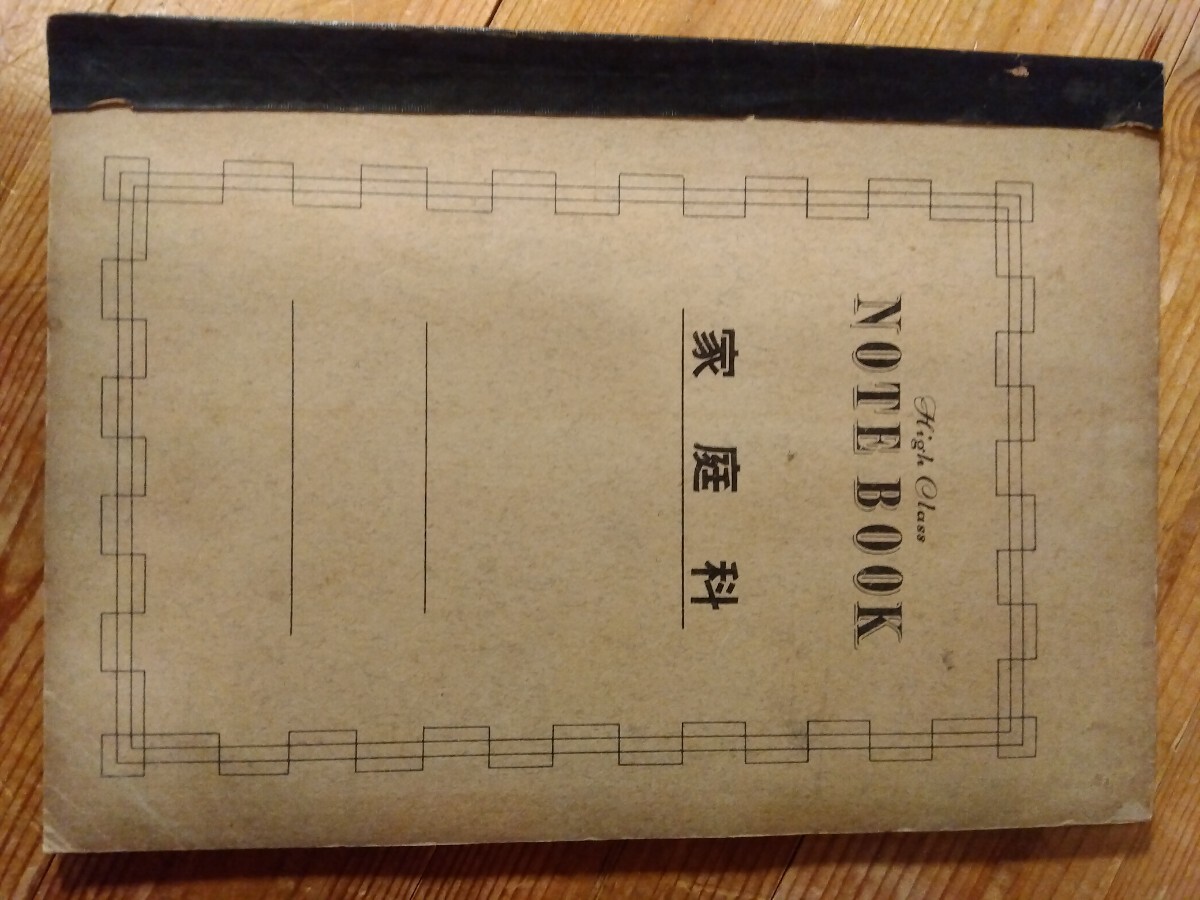 High Class
NOTE BOOK
家庭科